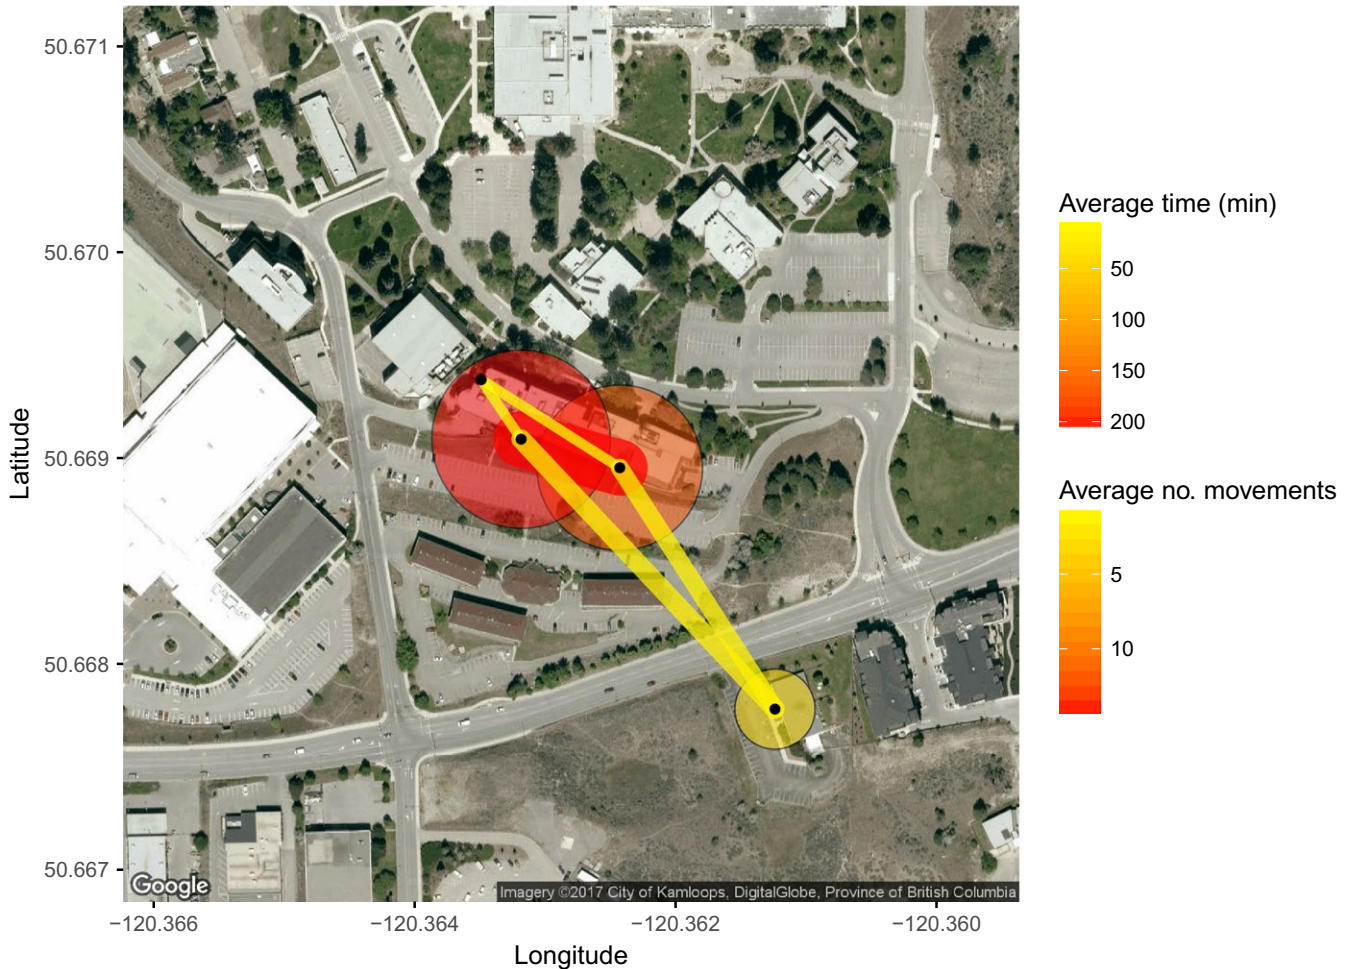 50.671
50.670
50.669
50.668
50.667
Latitude
−120.366
−120.364
−120.362
−120.360
Longitude
Google
Imagery ©2017 City of Kamloops, DigitalGlobe, Province of British Columbia
Average time (min)
50
100
150
200
Average no. movements
5
10